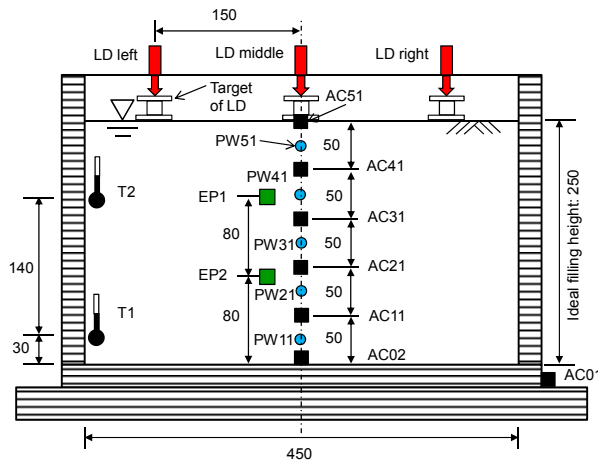 150
LD left
LD middle
LD right
Target
of LD
AC51
PW51
50
AC41
PW41
T2
EP1
50
AC31
80
PW31
50
140
EP2
AC21
PW21
50
T1
80
AC11
PW11
50
30
AC02
Ideal filling height: 250
AC01
450